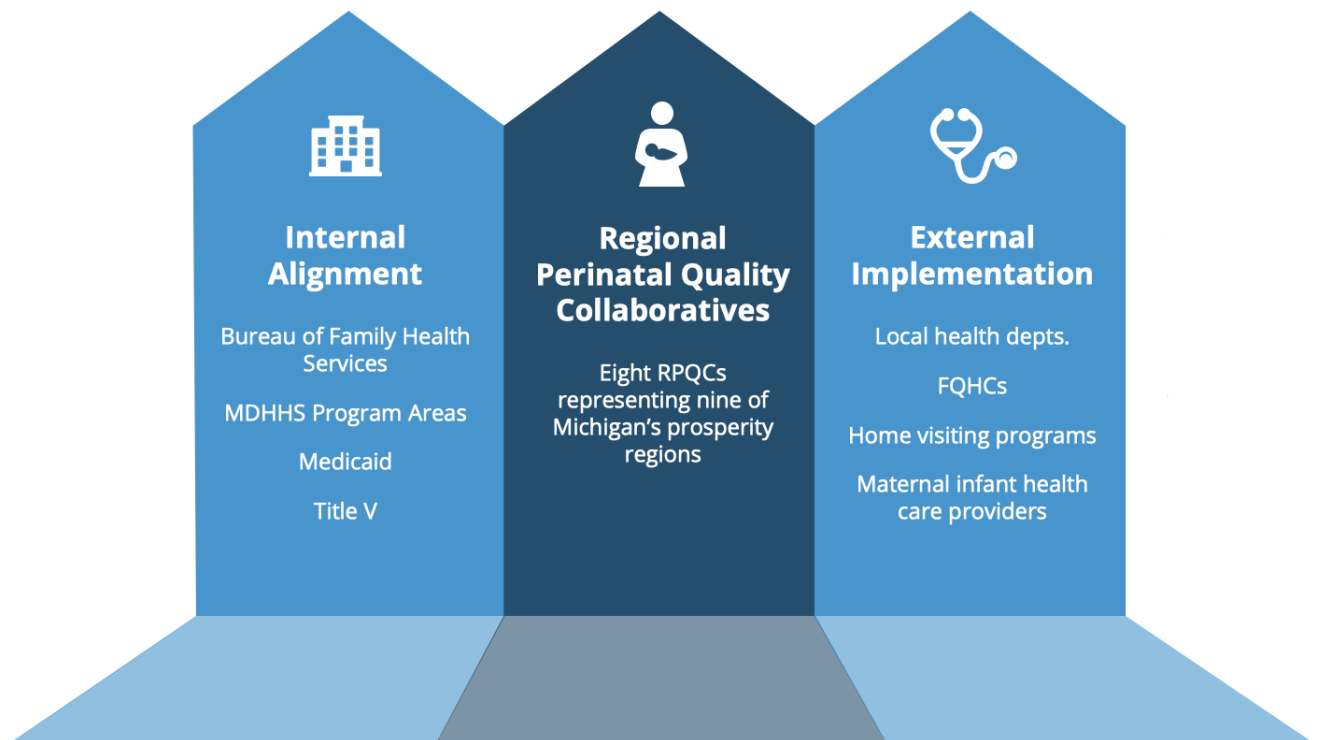 Internal
Alignment
Bureau of Family Health
Services
MDHHS Program Areas
Medicaid
Title V
Regional
Perinatal Quality
Collaboratives
Eight RPQCs
representing nine of
Michigan’s prosperity
regions
External
Implementation
Local health depts.
FQHCs
Home visiting programs
Maternal infant health
care providers